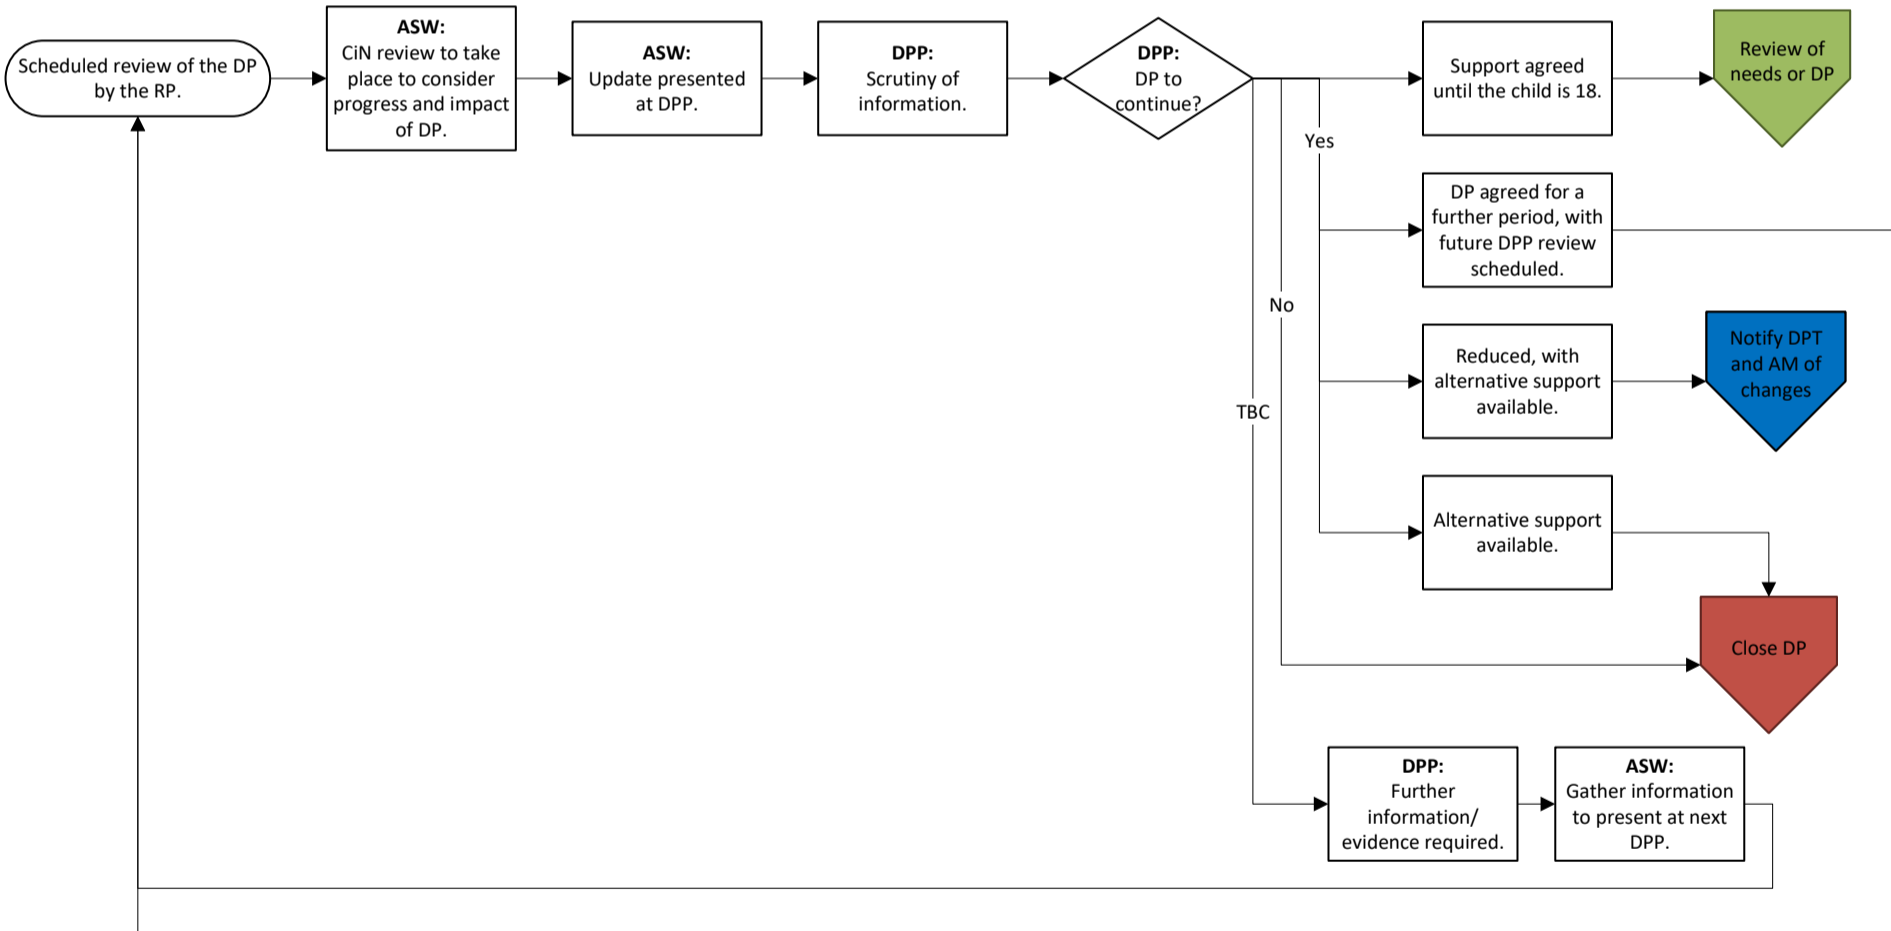 Scheduled review of the DP
by the RP.
ASW:
CiN review to take
place to consider
progress and impact
of DP.
ASW:
Update presented
at DPP.
DPP:
Scrutiny of
information.
DPP:
DP to
continue?
Support agreed
until the child is 18.
Review of
needs or DP
Yes
DP agreed for a
further period, with
future DPP review
scheduled.
No
Reduced, with
alternative support
available.
Notify DPT
and AM of
changes
TBC
Alternative support
available.
Close DP
DPP:
Further
information/
evidence required.
ASW:
Gather information
to present at next
DPP.